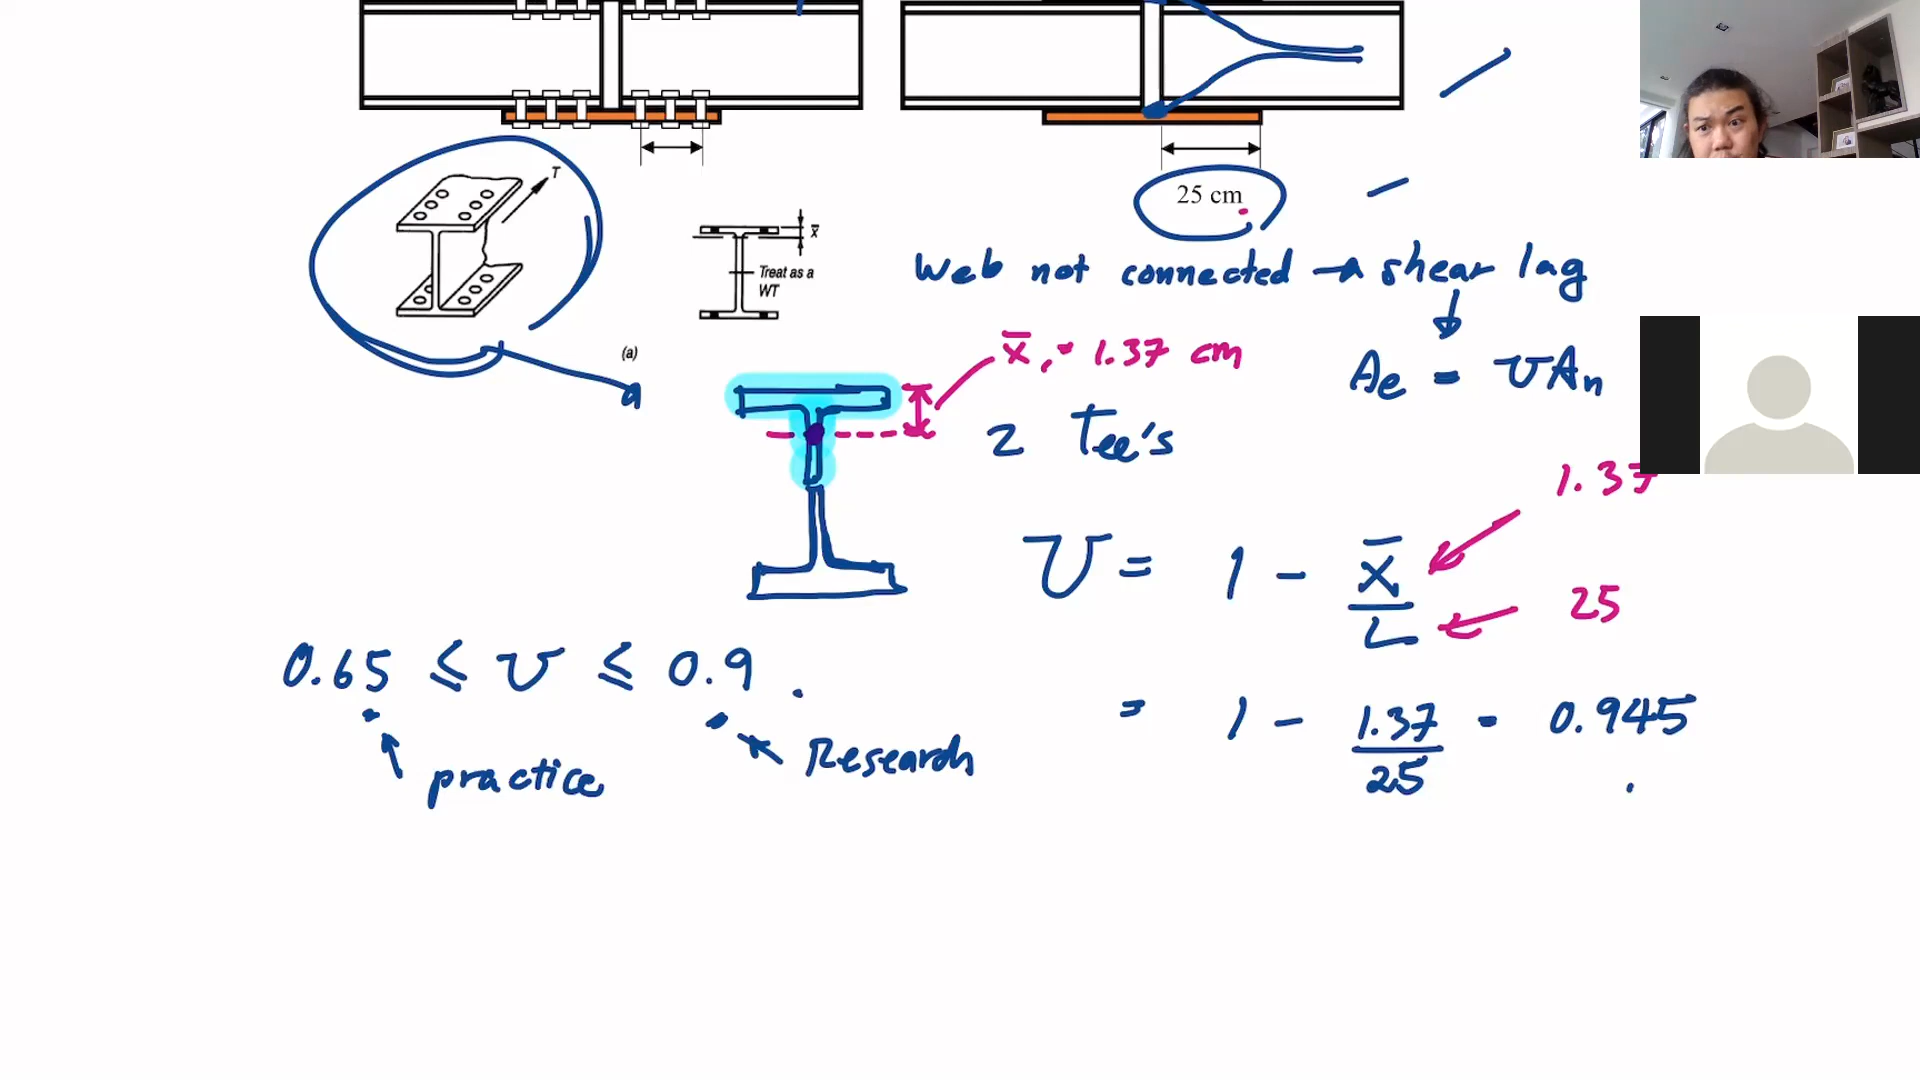 T
25 cm
x̄
Treat as a
WT
web not connected → shear lag
(a)
x̄, = 1.37 cm
Ae = UAn
2 Tee's
1.37
U = 1 - x̄/L
25
0.65 ≤ U ≤ 0.9 .
= 1 - 1.37/25 = 0.945
practice
Research